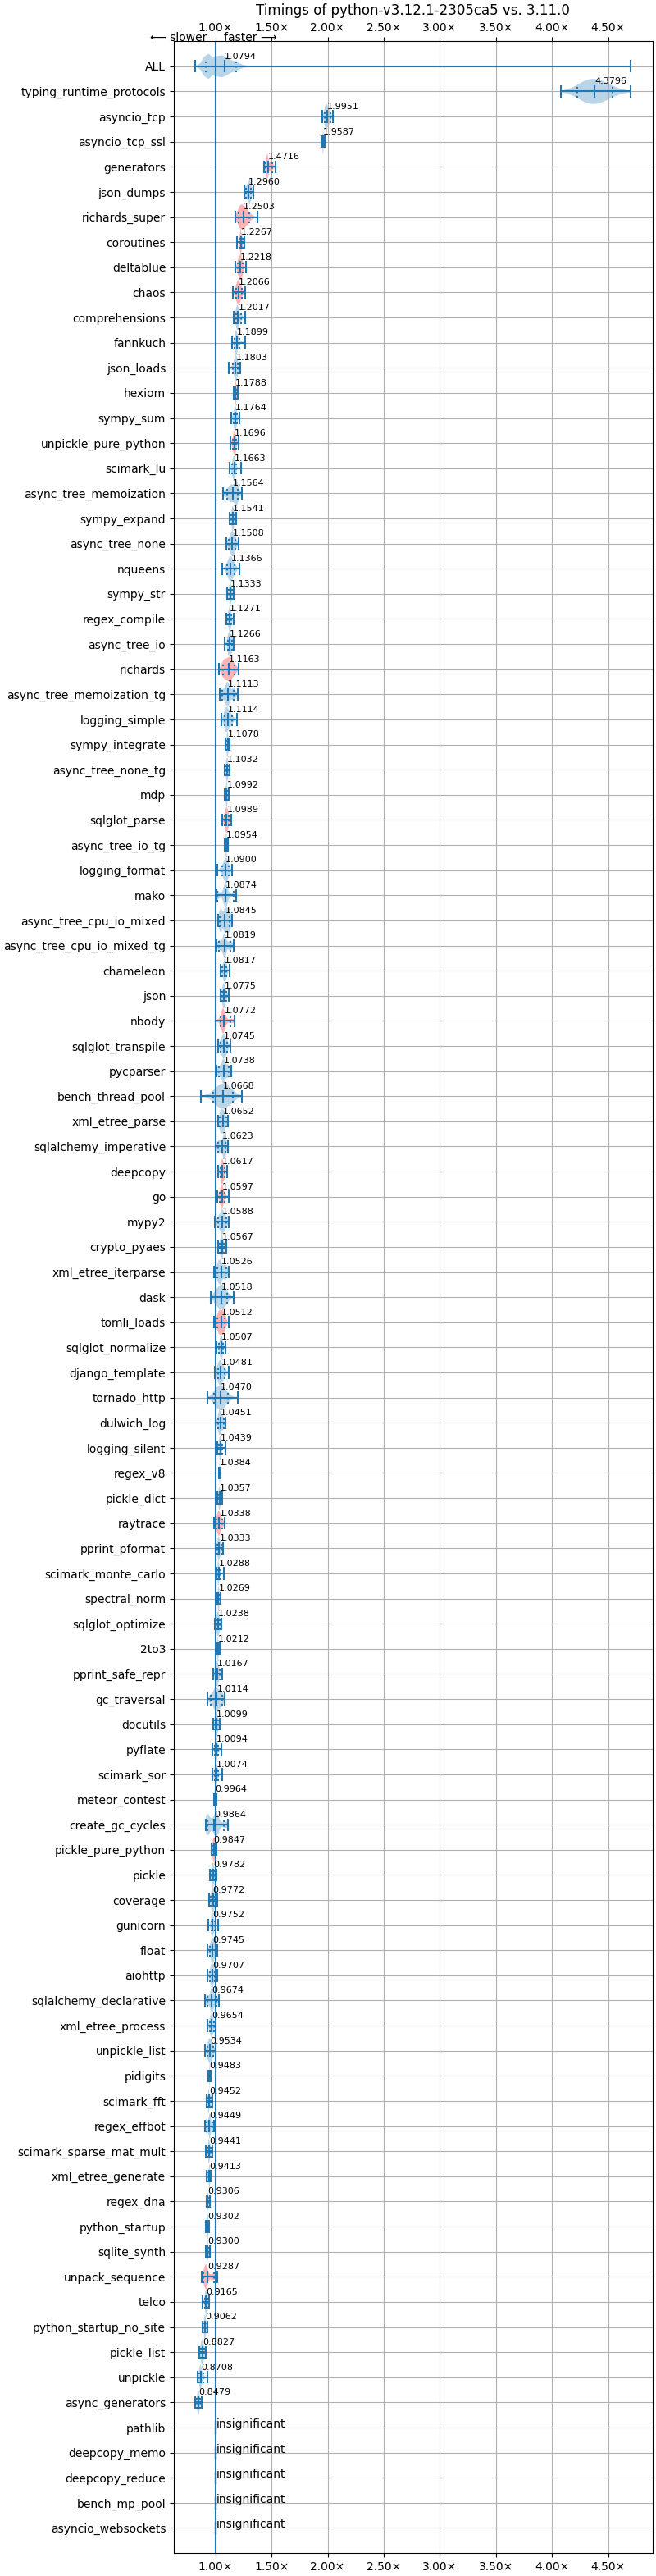 Timings of python-v3.12.1-2305ca5 vs. 3.11.0
1.00× 1.50× 2.00× 2.50× 3.00× 3.50× 4.00× 4.50×
⟵ slower faster ⟶
ALL 1.0794
typing_runtime_protocols 4.3796
asyncio_tcp 1.9951
asyncio_tcp_ssl 1.9587
generators 1.4716
json_dumps 1.2960
richards_super 1.2503
coroutines 1.2267
deltablue 1.2218
chaos 1.2066
comprehensions 1.2017
fannkuch 1.1899
json_loads 1.1803
hexiom 1.1788
sympy_sum 1.1764
unpickle_pure_python 1.1696
scimark_lu 1.1663
async_tree_memoization 1.1564
sympy_expand 1.1541
async_tree_none 1.1508
nqueens 1.1366
sympy_str 1.1333
regex_compile 1.1271
async_tree_io 1.1266
richards 1.1163
async_tree_memoization_tg 1.1113
logging_simple 1.1114
sympy_integrate 1.1078
async_tree_none_tg 1.1032
mdp 1.0992
sqlglot_parse 1.0989
async_tree_io_tg 1.0954
logging_format 1.0900
mako 1.0874
async_tree_cpu_io_mixed 1.0845
async_tree_cpu_io_mixed_tg 1.0819
chameleon 1.0817
json 1.0775
nbody 1.0772
sqlglot_transpile 1.0745
pycparser 1.0738
bench_thread_pool 1.0668
xml_etree_parse 1.0652
sqlalchemy_imperative 1.0623
deepcopy 1.0617
go 1.0597
mypy2 1.0588
crypto_pyaes 1.0567
xml_etree_iterparse 1.0526
dask 1.0518
tomli_loads 1.0512
sqlglot_normalize 1.0507
django_template 1.0481
tornado_http 1.0470
dulwich_log 1.0451
logging_silent 1.0439
regex_v8 1.0384
pickle_dict 1.0357
raytrace 1.0338
pprint_pformat 1.0333
scimark_monte_carlo 1.0288
spectral_norm 1.0269
sqlglot_optimize 1.0238
2to3 1.0212
pprint_safe_repr 1.0167
gc_traversal 1.0114
docutils 1.0099
pyflate 1.0094
scimark_sor 1.0074
meteor_contest 0.9964
create_gc_cycles 0.9864
pickle_pure_python 0.9847
pickle 0.9782
coverage 0.9772
gunicorn 0.9752
float 0.9745
aiohttp 0.9707
sqlalchemy_declarative 0.9674
xml_etree_process 0.9654
unpickle_list 0.9534
pidigits 0.9483
scimark_fft 0.9452
regex_effbot 0.9449
scimark_sparse_mat_mult 0.9441
xml_etree_generate 0.9413
regex_dna 0.9306
python_startup 0.9302
sqlite_synth 0.9300
unpack_sequence 0.9287
telco 0.9165
python_startup_no_site 0.9062
pickle_list 0.8827
unpickle 0.8708
async_generators 0.8479
pathlib insignificant
deepcopy_memo insignificant
deepcopy_reduce insignificant
bench_mp_pool insignificant
asyncio_websockets insignificant
1.00× 1.50× 2.00× 2.50× 3.00× 3.50× 4.00× 4.50×